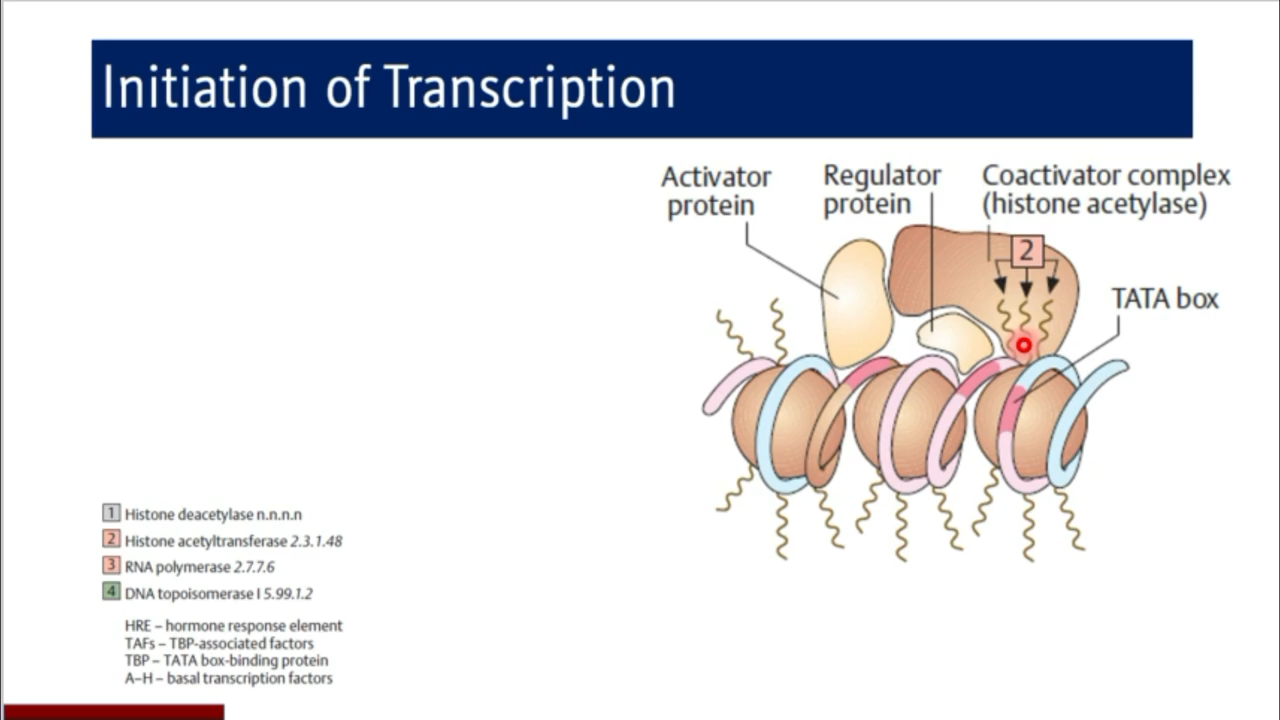 Initiation of Transcription
Activator
protein
Regulator
protein
Coactivator complex
(histone acetylase)
2
TATA box
1 Histone deacetylase n.n.n.n
2 Histone acetyltransferase 2.3.1.48
3 RNA polymerase 2.7.7.6
4 DNA topoisomerase I 5.99.1.2
HRE – hormone response element
TAFs – TBP-associated factors
TBP – TATA box-binding protein
A–H – basal transcription factors